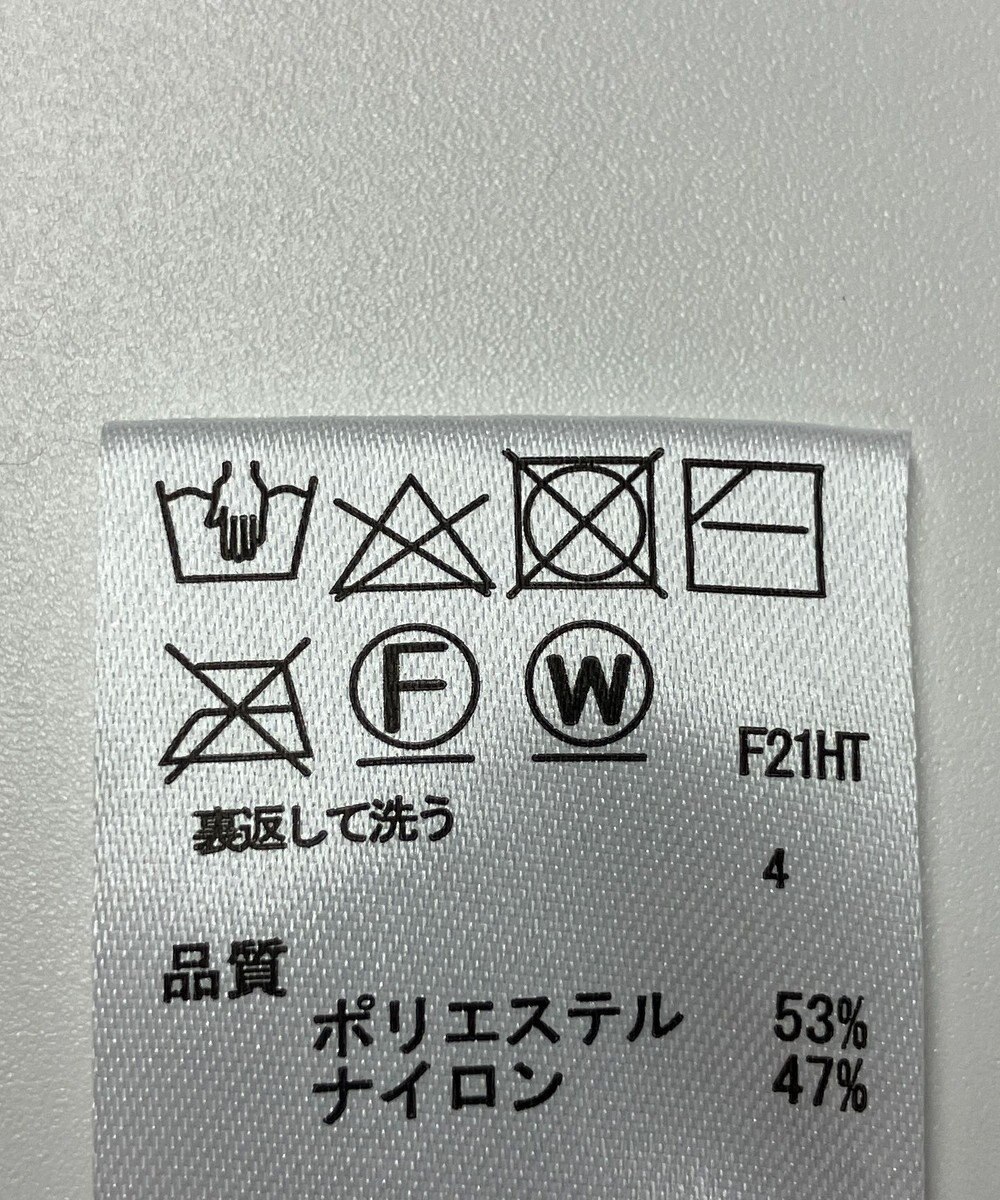 F W
F21HT
裏返して洗う
4
品質
ポリエステル 53%
ナイロン 47%